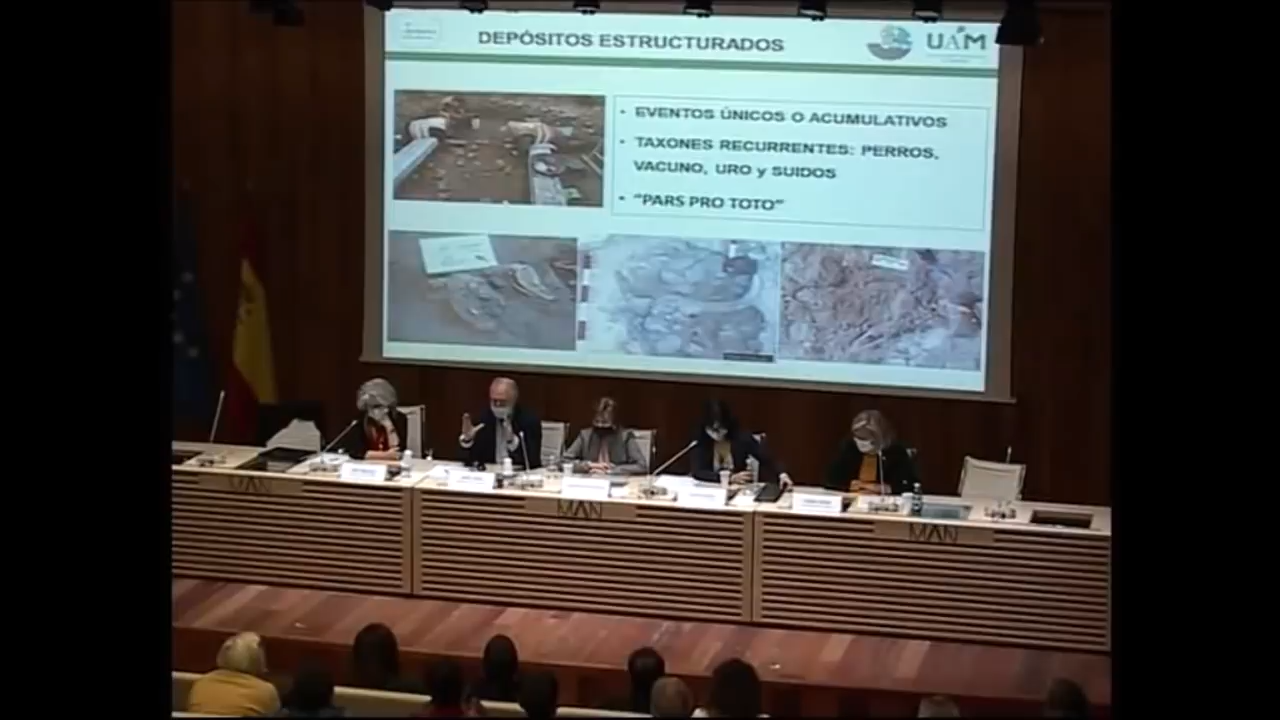 DEPÓSITOS ESTRUCTURADOS
UAM
• EVENTOS ÚNICOS O ACUMULATIVOS
• TAXONES RECURRENTES: PERROS,
VACUNO, URO y SUIDOS
• "PARS PRO TOTO"
MAN
MAN
MAN